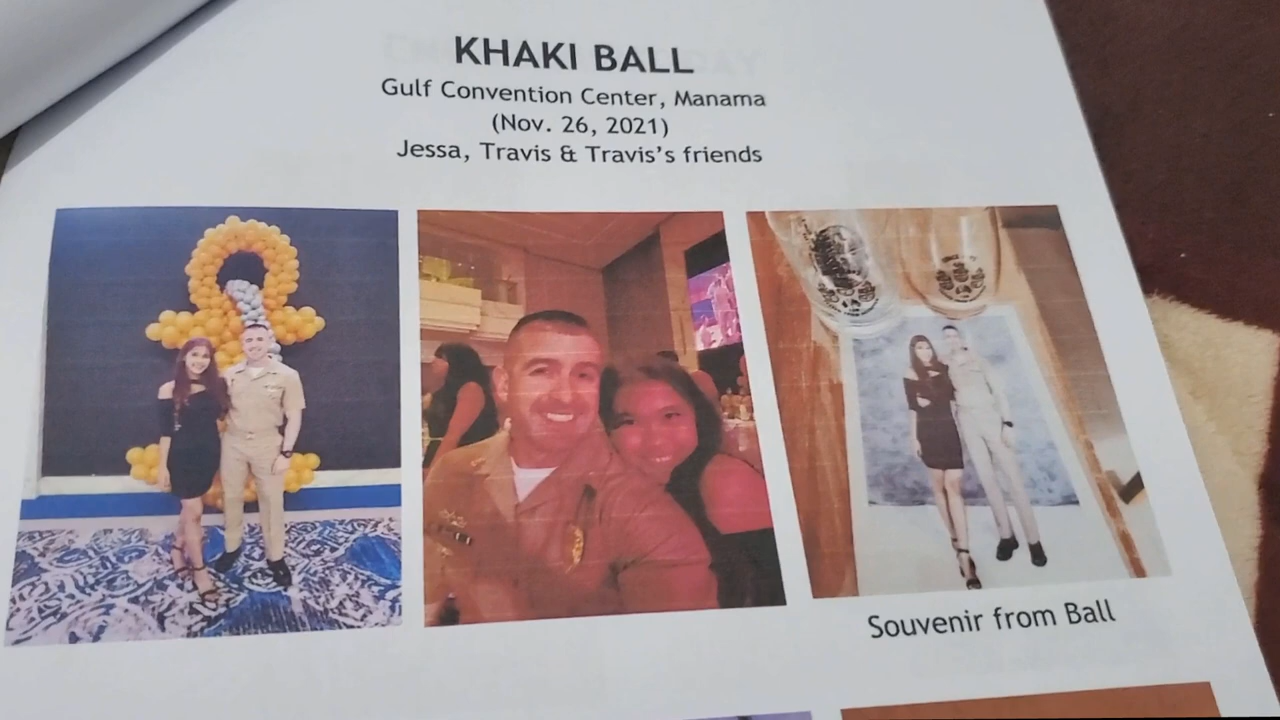 KHAKI BALL
Gulf Convention Center, Manama
(Nov. 26, 2021)
Jessa, Travis & Travis's friends
Souvenir from Ball